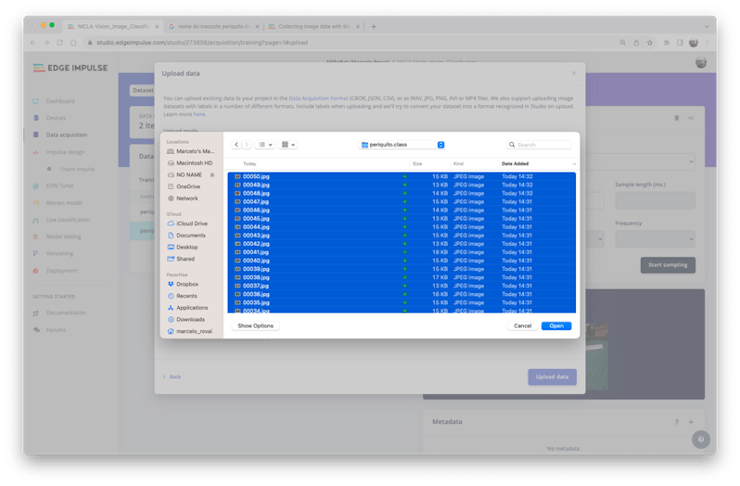 NICLA-Vision_Image_Classifi
nome do mascote periquito d
Collecting image data with the
studio.edgeimpulse.com/studio/273858/acquisition/training?page=1#upload
EDGE IMPULSE
Upload data
Dataset
You can upload existing data to your project in the Data Acquisition Format (CBOR, JSON, CSV), or as WAV, JPG, PNG, AVI or MP4 files. We also support uploading image
datasets with labels in a number of different formats. Include labels when uploading and we'll try to convert your dataset into a format recognized in Studio on upload.
Learn more here.
Upload mode
Dashboard
Devices
Data acquisition
Impulse design
Create impulse
EON Tuner
Retrain model
Live classification
Model testing
Versioning
Deployment
GETTING STARTED
Documentation
Forums
Locations
Marcelo's Ma...
Macintosh HD
NO NAME
OneDrive
Network
iCloud
iCloud Drive
Documents
Desktop
Shared
Favorites
Dropbox
Recents
Applications
Downloads
marcelo_rovai
periquito.class
Search
Today Size Kind Date Added
00050.jpg 15 KB JPEG image Today 14:32
00049.jpg 13 KB JPEG image Today 14:32
00048.jpg 14 KB JPEG image Today 14:32
00047.jpg 15 KB JPEG image Today 14:31
00046.jpg 14 KB JPEG image Today 14:31
00045.jpg 13 KB JPEG image Today 14:31
00044.jpg 15 KB JPEG image Today 14:31
00043.jpg 15 KB JPEG image Today 14:31
00042.jpg 13 KB JPEG image Today 14:31
00041.jpg 18 KB JPEG image Today 14:31
00040.jpg 15 KB JPEG image Today 14:31
00039.jpg 15 KB JPEG image Today 14:31
00038.jpg 17 KB JPEG image Today 14:31
00037.jpg 13 KB JPEG image Today 14:31
00036.jpg 16 KB JPEG image Today 14:31
00035.jpg 15 KB JPEG image Today 14:31
00034.jpg 15 KB JPEG image Today 14:31
Show Options Cancel Open
Sample length (ms.)
Frequency
Start sampling
Back
Upload data
Metadata
No metadata.